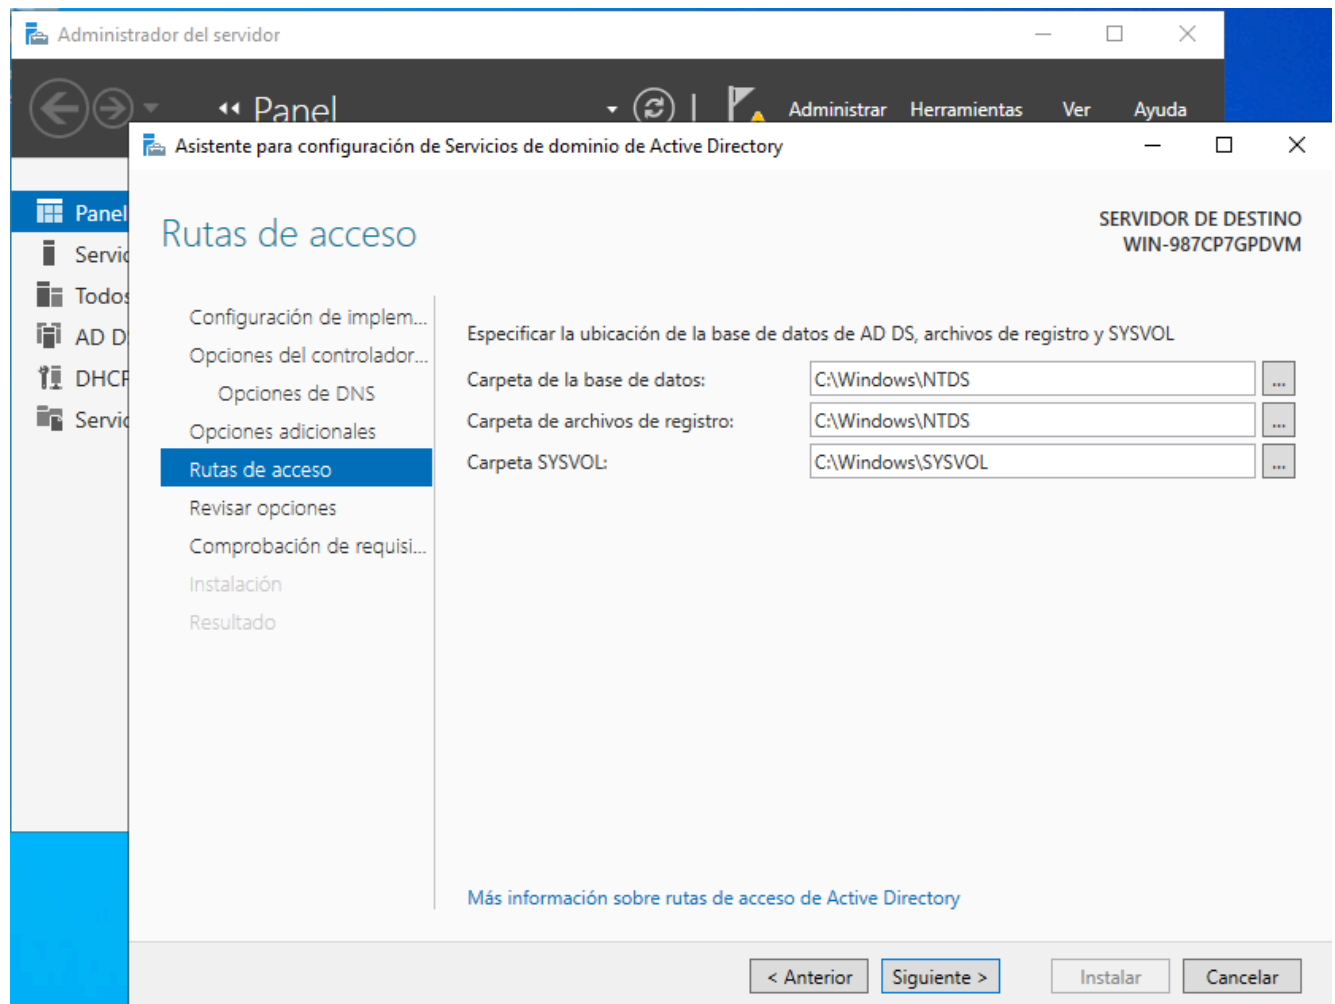 Administrador del servidor
Panel
Administrar Herramientas Ver Ayuda
Asistente para configuración de Servicios de dominio de Active Directory
Panel
Servic
Todos
AD D
DHCP
Servic
Rutas de acceso
SERVIDOR DE DESTINO
WIN-987CP7GPDVM
Configuración de implem...
Opciones del controlador...
Opciones de DNS
Opciones adicionales
Rutas de acceso
Revisar opciones
Comprobación de requisi...
Instalación
Resultado
Especificar la ubicación de la base de datos de AD DS, archivos de registro y SYSVOL
Carpeta de la base de datos: C:\Windows\NTDS ...
Carpeta de archivos de registro: C:\Windows\NTDS ...
Carpeta SYSVOL: C:\Windows\SYSVOL ...
Más información sobre rutas de acceso de Active Directory
< Anterior Siguiente > Instalar Cancelar